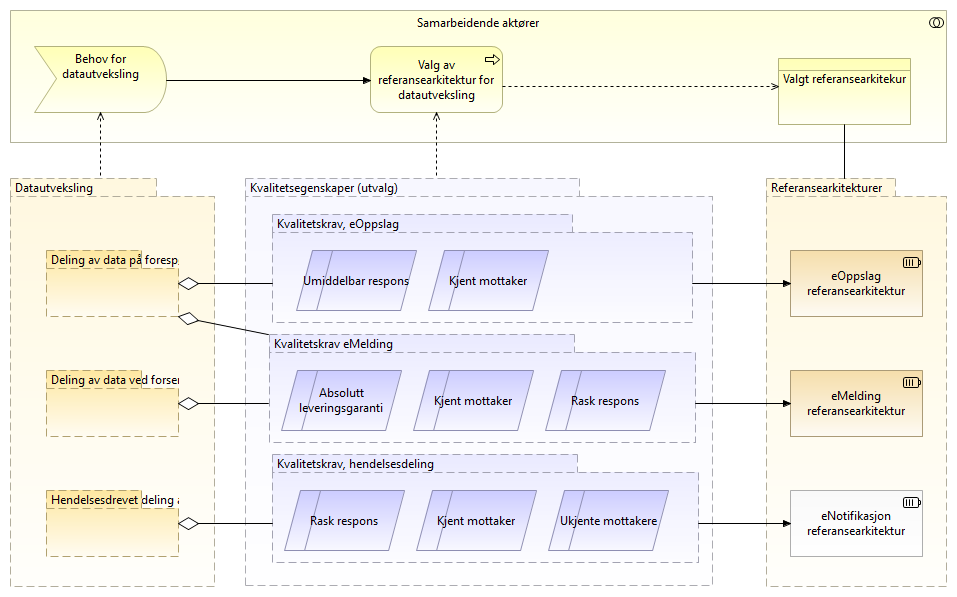 Samarbeidende aktører
Behov for
datautveksling
Valg av
referansearkitektur for
datautveksling
Valgt referansearkitekur
Datautveksling
Kvalitetsegenskaper (utvalg)
Referansearkitekturer
Kvalitetskrav, eOppslag
Deling av data på foresp
Umiddelbar respons
Kjent mottaker
eOppslag
referansearkitektur
Kvalitetskrav eMelding
Deling av data ved forser
Absolutt
leveringsgaranti
Kjent mottaker
Rask respons
eMelding
referansearkitektur
Kvalitetskrav, hendelsesdeling
Hendelsesdrevet deling
Rask respons
Kjent mottaker
Ukjente mottakere
eNotifikasjon
referansearkitektur